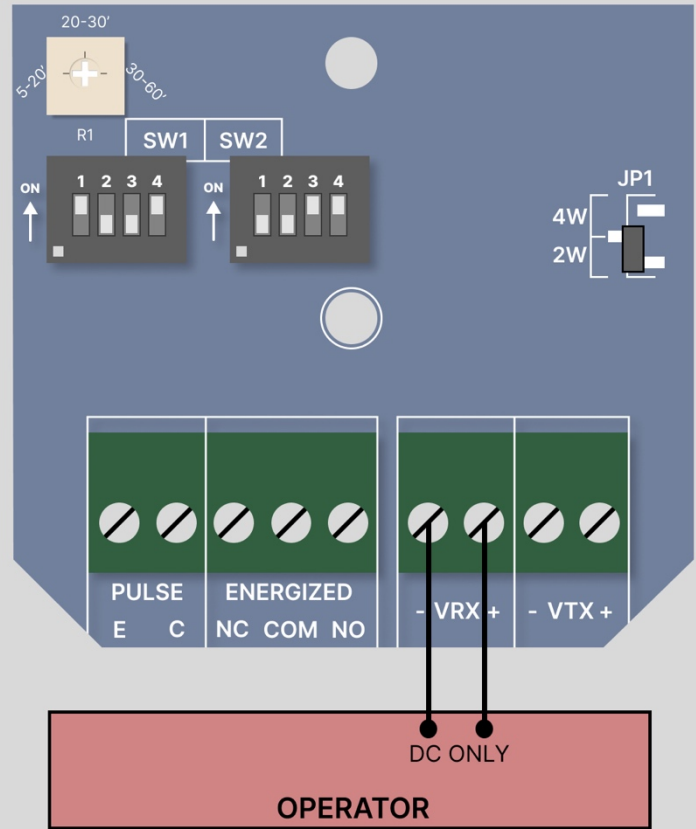 20-30'
5-20'
30-60'
R1
SW1 SW2
ON 1 2 3 4
ON 1 2 3 4
JP1
4W
2W
PULSE
E C
ENERGIZED
NC COM NO
- VRX +
- VTX +
DC ONLY
OPERATOR